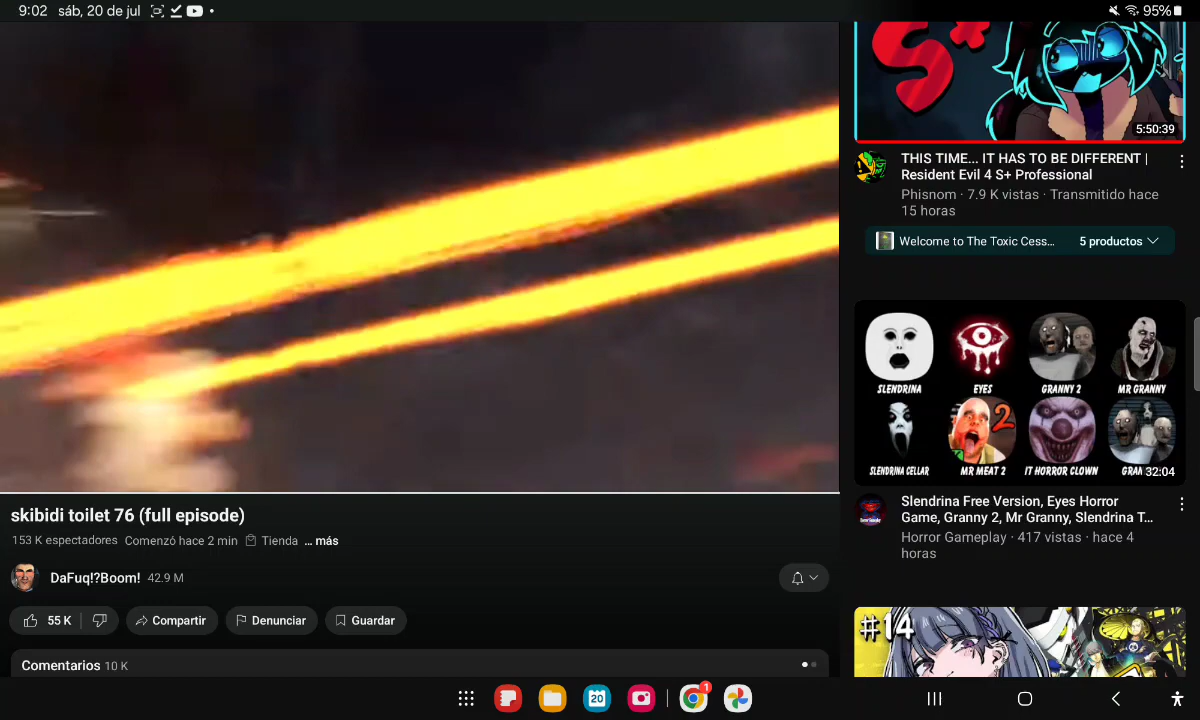 9:02 sáb, 20 de jul
95%
skibidi toilet 76 (full episode)
153 K espectadores Comenzó hace 2 min Tienda ... más
DaFuq!?Boom! 42.9 M
55 K
Compartir
Denunciar
Guardar
Comentarios 10 K
S+
5:50:39
THIS TIME... IT HAS TO BE DIFFERENT |
Resident Evil 4 S+ Professional
Phisnom · 7.9 K vistas · Transmitido hace
15 horas
Welcome to The Toxic Cess... 5 productos
SLENDRINA EYES GRANNY 2 MR GRANNY
2
SLENDRINA CELLAR MR MEAT 2 IT HORROR CLOWN GRAN
32:04
Slendrina Free Version, Eyes Horror
Game, Granny 2, Mr Granny, Slendrina T...
Horror Gameplay · 417 vistas · hace 4
horas
#14
20
1